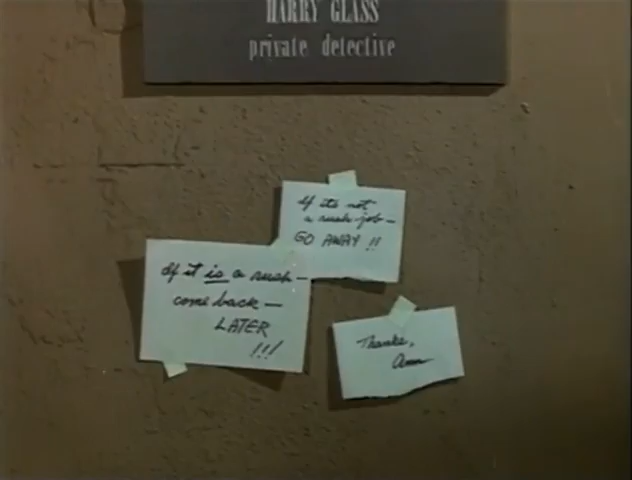 HARRY GLASS
private detective
If its not
a rush job —
GO AWAY !!
If it is a rush —
come back —
LATER
!!!
Thanks,
Ann